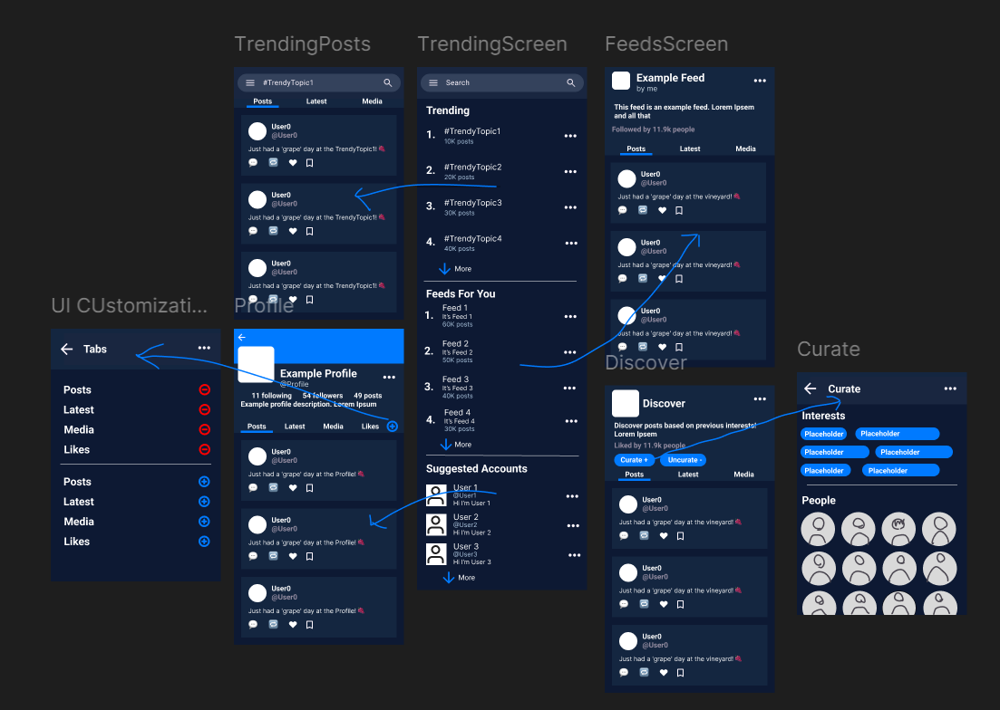 TrendingPosts
#TrendyTopic1
Posts Latest Media
User0
@User0
Just had a 'grape' day at the TrendyTopic1!
User0
@User0
Just had a 'grape' day at the TrendyTopic1!
User0
@User0
Just had a 'grape' day at the TrendyTopic1!
TrendingScreen
Search
Trending
1. #TrendyTopic1
10K posts
2. #TrendyTopic2
20K posts
3. #TrendyTopic3
30K posts
4. #TrendyTopic4
40K posts
More
Feeds For You
1. Feed 1
It's Feed 1
60K posts
2. Feed 2
It's Feed 2
50K posts
3. Feed 3
It's Feed 3
40K posts
4. Feed 4
It's Feed 4
30K posts
More
Suggested Accounts
User 1
@User1
Hi I'm User 1
User 2
@User2
Hi I'm User 2
User 3
@User3
Hi I'm User 3
More
FeedsScreen
Example Feed
by me
This feed is an example feed. Lorem Ipsem
and all that
Followed by 11.9k people
Posts Latest Media
User0
@User0
Just had a 'grape' day at the vineyard!
User0
@User0
Just had a 'grape' day at the vineyard!
User0
@User0
Just had a 'grape' day at the vineyard!
UI CUstomizati...
Tabs
Posts
Latest
Media
Likes
Posts
Latest
Media
Likes
Profile
Example Profile
@Profile
11 following 54 followers 49 posts
Example profile description. Lorem Ipsum
Posts Latest Media Likes
User0
@User0
Just had a 'grape' day at the Profile!
User0
@User0
Just had a 'grape' day at the Profile!
User0
@User0
Just had a 'grape' day at the Profile!
Discover
Discover
Discover posts based on previous interests!
Lorem Ipsem
Liked by 11.9k people
Curate + Uncurate -
Posts Latest Media
User0
@User0
Just had a 'grape' day at the vineyard!
User0
@User0
Just had a 'grape' day at the vineyard!
User0
@User0
Just had a 'grape' day at the vineyard!
Curate
Curate
Interests
Placeholder Placeholder
Placeholder Placeholder
Placeholder Placeholder
People